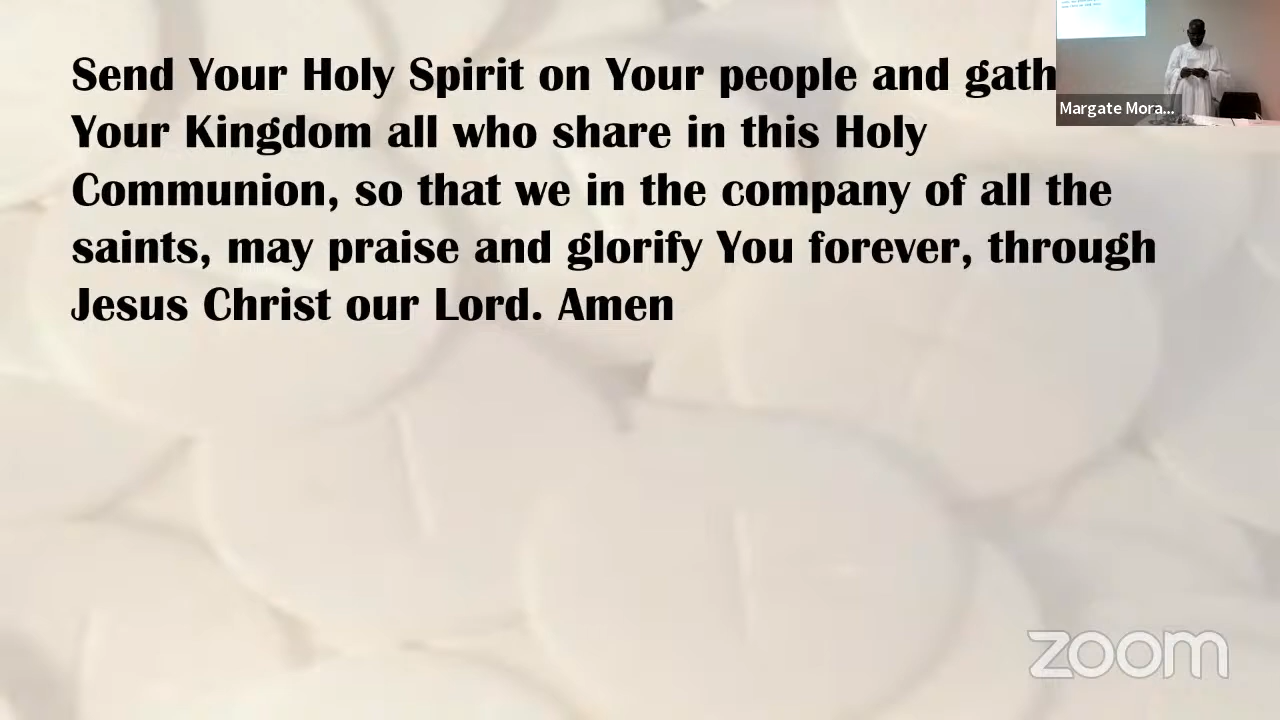 Send Your Holy Spirit on Your people and gath
Your Kingdom all who share in this Holy
Communion, so that we in the company of all the
saints, may praise and glorify You forever, through
Jesus Christ our Lord. Amen
Margate Mora...
zoom